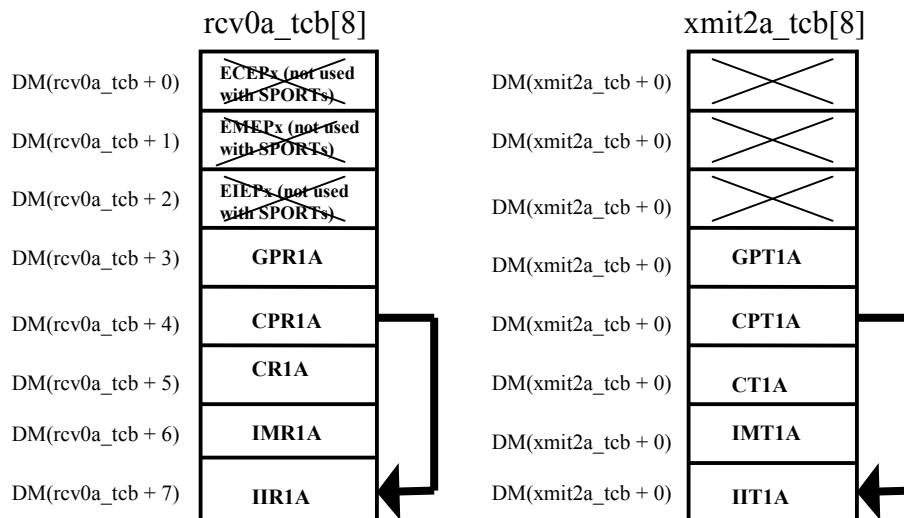 rcv0a_tcb[8]
DM(rcv0a_tcb + 0)
ECEPx (not used
with SPORTs)
DM(rcv0a_tcb + 1)
EMEPx (not used
with SPORTs)
DM(rcv0a_tcb + 2)
EIEPx (not used
with SPORTs)
DM(rcv0a_tcb + 3)
GPR1A
DM(rcv0a_tcb + 4)
CPR1A
DM(rcv0a_tcb + 5)
CR1A
DM(rcv0a_tcb + 6)
IMR1A
DM(rcv0a_tcb + 7)
IIR1A
xmit2a_tcb[8]
DM(xmit2a_tcb + 0)
DM(xmit2a_tcb + 0)
DM(xmit2a_tcb + 0)
DM(xmit2a_tcb + 0)
GPT1A
DM(xmit2a_tcb + 0)
CPT1A
DM(xmit2a_tcb + 0)
CT1A
DM(xmit2a_tcb + 0)
IMT1A
DM(xmit2a_tcb + 0)
IIT1A